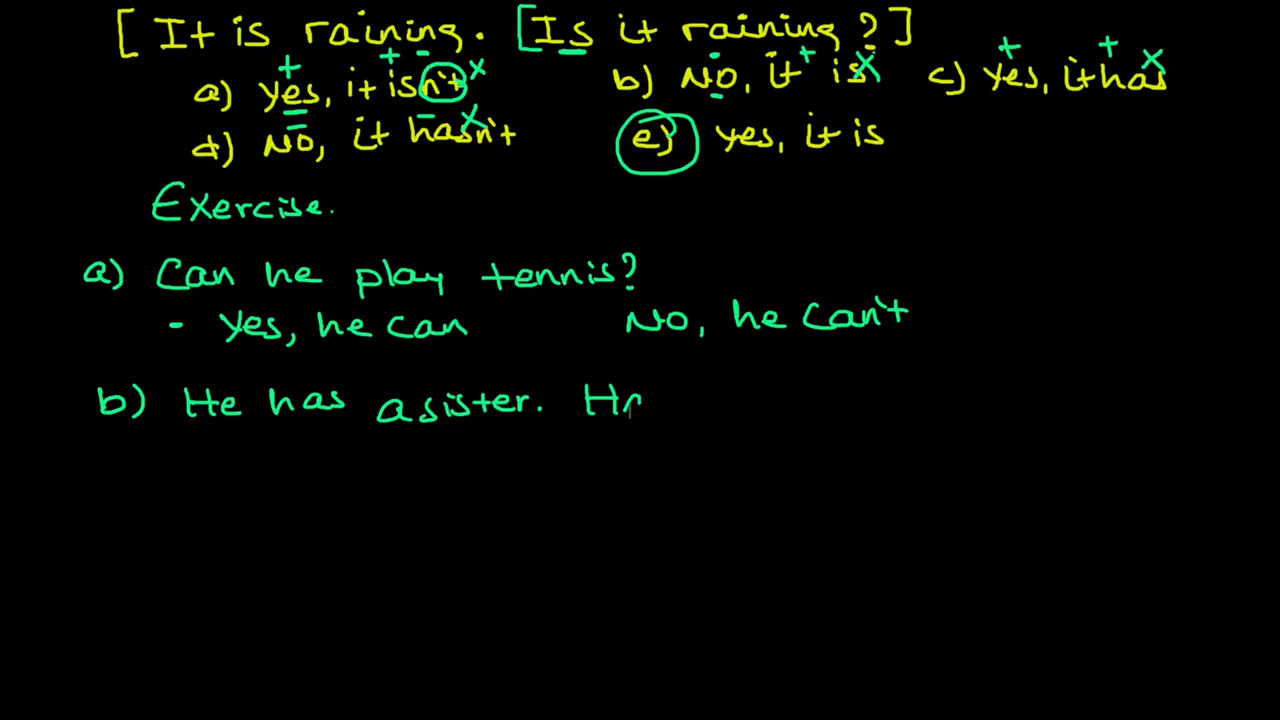 [It is raining. [Is it raining?]
a) yes, it isn't b) NO, it is c) yes, it has
d) NO, it hasn't e) yes, it is
Exercise.
a) Can he play tennis?
- yes, he can NO, he can't
b) He has a sister.